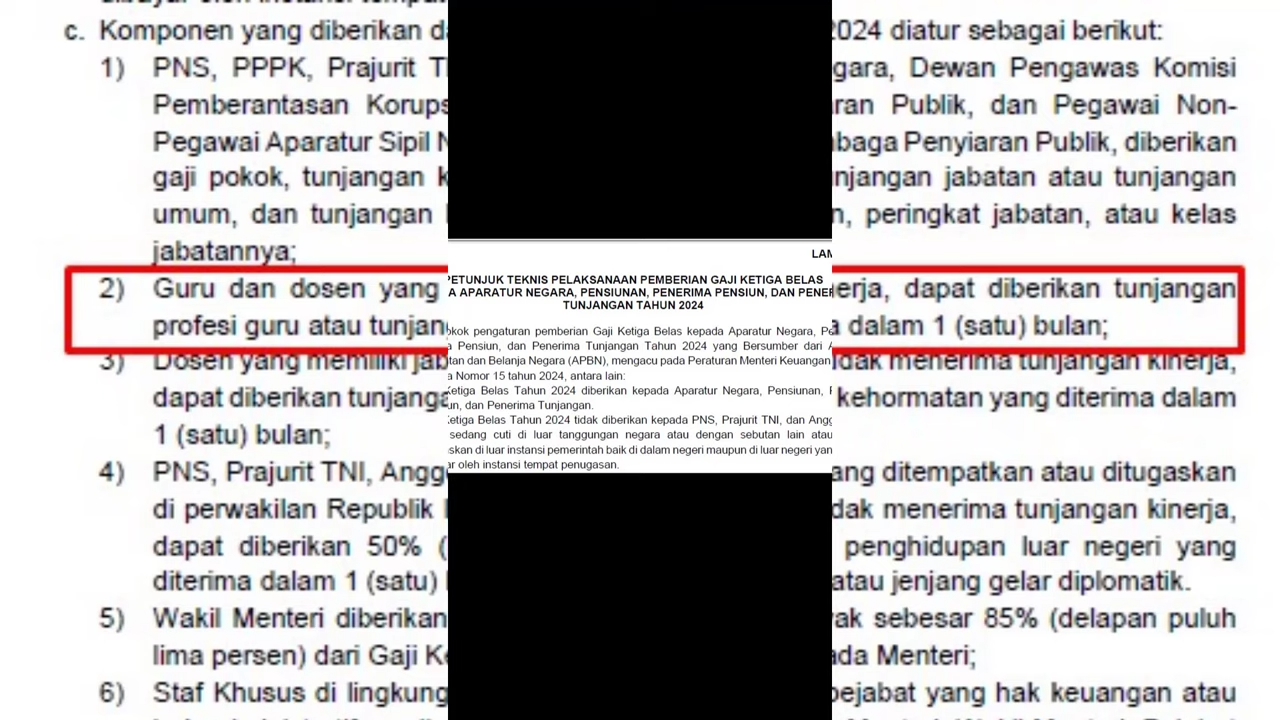 c. Komponen yang diberikan 2024 diatur sebagai berikut:
1) PNS, PPPK, Prajurit gara, Dewan Pengawas Komisi
Pemberantasan Korups ran Publik, dan Pegawai Non-
Pegawai Aparatur Sipil baga Penyiaran Publik, diberikan
gaji pokok, tunjangan njangan jabatan atau tunjangan
umum, dan tunjangan n, peringkat jabatan, atau kelas
jabatannya;
2) Guru dan dosen yang erja, dapat diberikan tunjangan
profesi guru atau tunjan a dalam 1 (satu) bulan;
3) Dosen yang memiliki jab idak menerima tunjangan kinerja,
dapat diberikan tunjanga kehormatan yang diterima dalam
1 (satu) bulan;
4) PNS, Prajurit TNI, Angg ang ditempatkan atau ditugaskan
di perwakilan Republik dak menerima tunjangan kinerja,
dapat diberikan 50% ( penghidupan luar negeri yang
diterima dalam 1 (satu) atau jenjang gelar diplomatik.
5) Wakil Menteri diberikan ak sebesar 85% (delapan puluh
lima persen) dari Gaji Ke ada Menteri;
6) Staf Khusus di lingkung pejabat yang hak keuangan atau
LAM
PETUNJUK TEKNIS PELAKSANAAN PEMBERIAN GAJI KETIGA BELAS
A APARATUR NEGARA, PENSIUNAN, PENERIMA PENSIUN, DAN PENER
TUNJANGAN TAHUN 2024
okok pengaturan pemberian Gaji Ketiga Belas kepada Aparatur Negara, Pe
a Pensiun, dan Penerima Tunjangan Tahun 2024 yang Bersumber dari A
tan dan Belanja Negara (APBN), mengacu pada Peraturan Menteri Keuangan
a Nomor 15 tahun 2024, antara lain:
Ketiga Belas Tahun 2024 diberikan kepada Aparatur Negara, Pensiunan, P
un, dan Penerima Tunjangan.
Ketiga Belas Tahun 2024 tidak diberikan kepada PNS, Prajurit TNI, dan Angg
sedang cuti di luar tanggungan negara atau dengan sebutan lain atau
skan di luar instansi pemerintah baik di dalam negeri maupun di luar negeri yan
ar oleh instansi tempat penugasan.